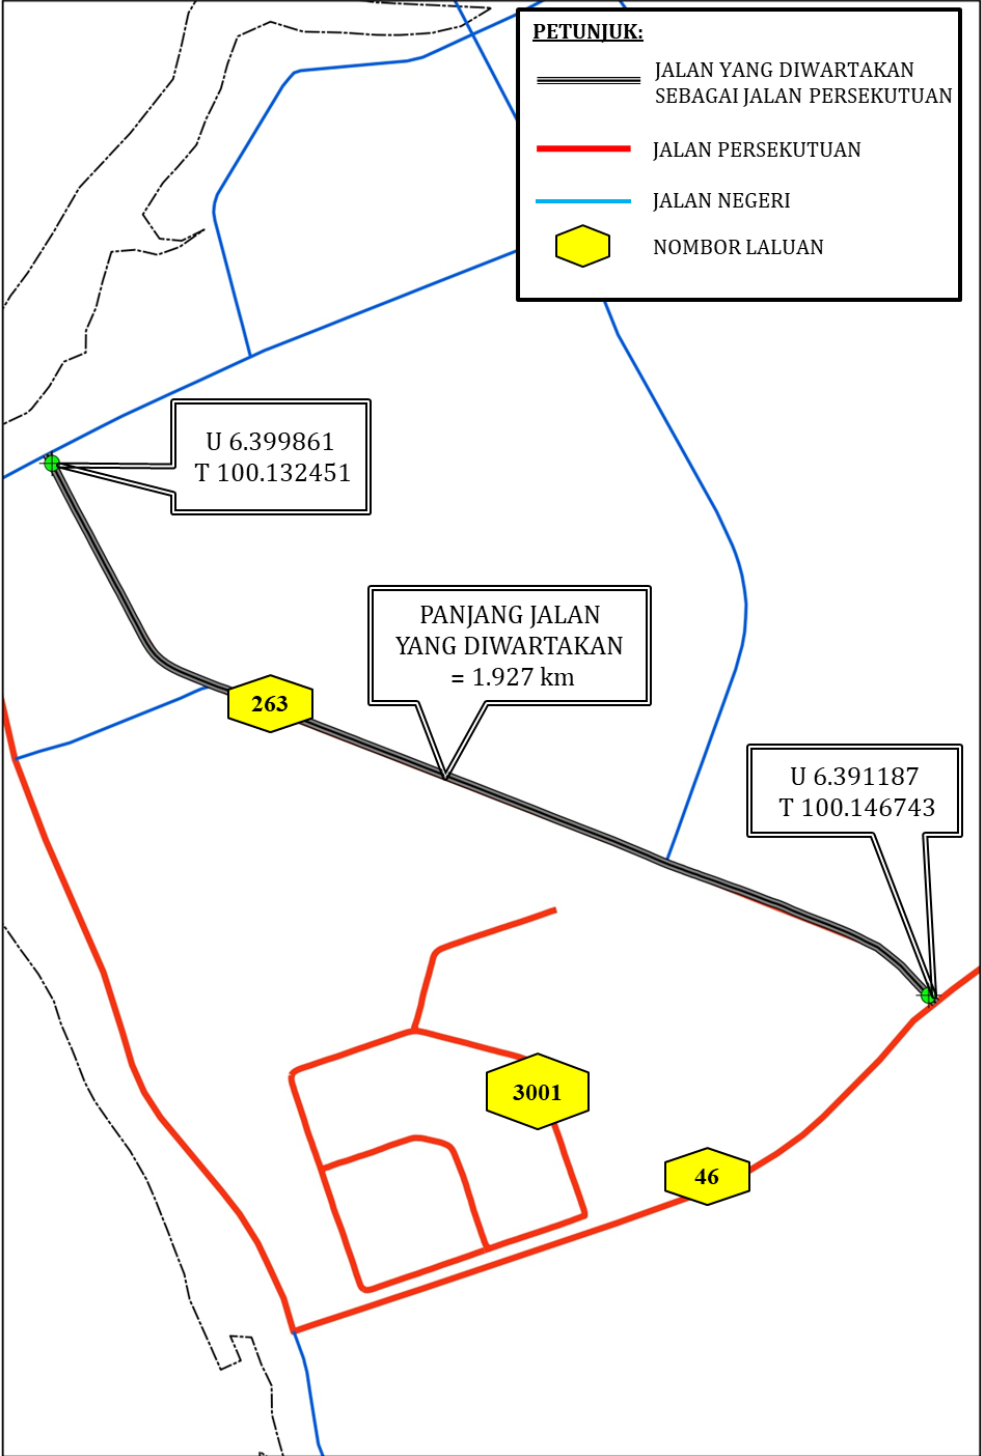 PETUNJUK:
JALAN YANG DIWARTAKAN
SEBAGAI JALAN PERSEKUTUAN
JALAN PERSEKUTUAN
JALAN NEGERI
NOMBOR LALUAN
U 6.399861
T 100.132451
PANJANG JALAN
YANG DIWARTAKAN
= 1.927 km
263
U 6.391187
T 100.146743
3001
46